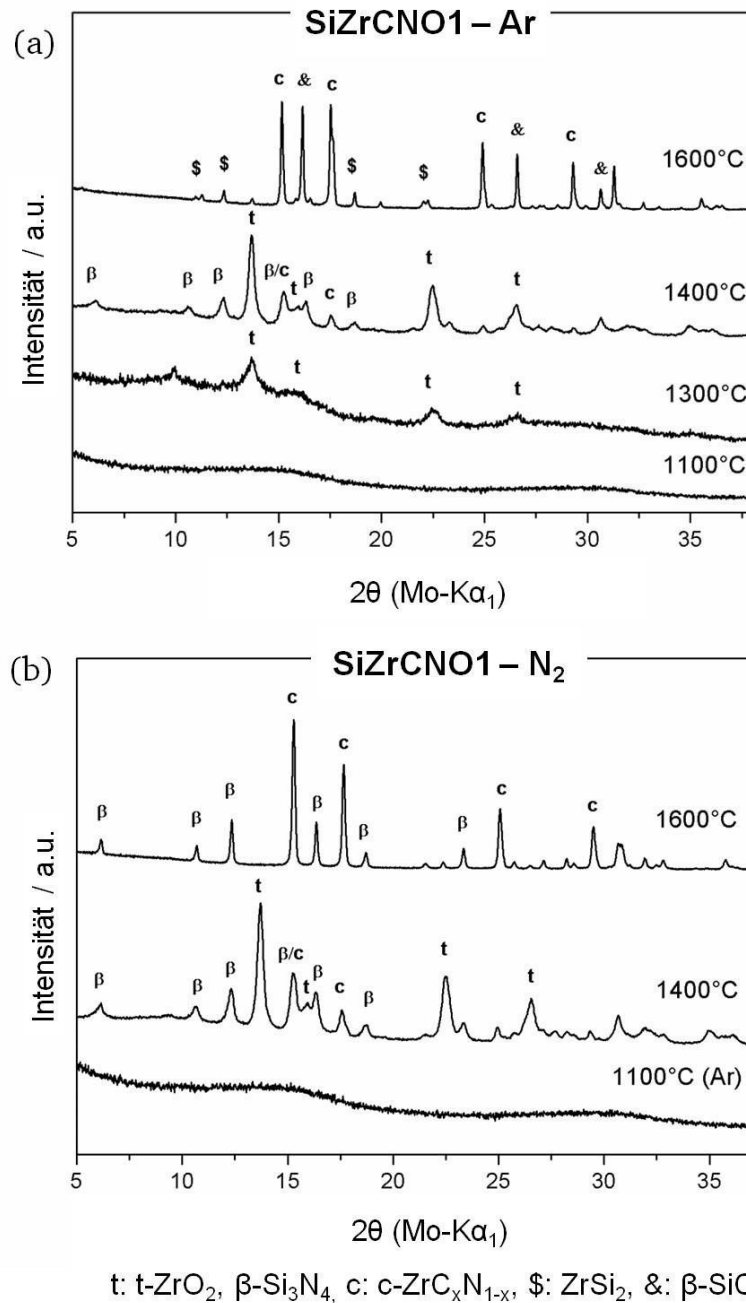 (a)
SiZrCNO1 – Ar
c & c
c & c &
$ $ $ $
1600°C
t
β β β β/c t β c β t t
1400°C
t t t t
1300°C
1100°C
Intensität / a.u.
5 10 15 20 25 30 35
2θ (Mo-Kα₁)
(b)
SiZrCNO1 – N₂
c c
β β β β β β c c
1600°C
t
β β β β/c t β c β t t
1400°C
1100°C (Ar)
Intensität / a.u.
5 10 15 20 25 30 35
2θ (Mo-Kα₁)
t: t-ZrO₂, β-Si₃N₄, c: c-ZrCₓN₁₋ₓ, $: ZrSi₂, &: β-SiC